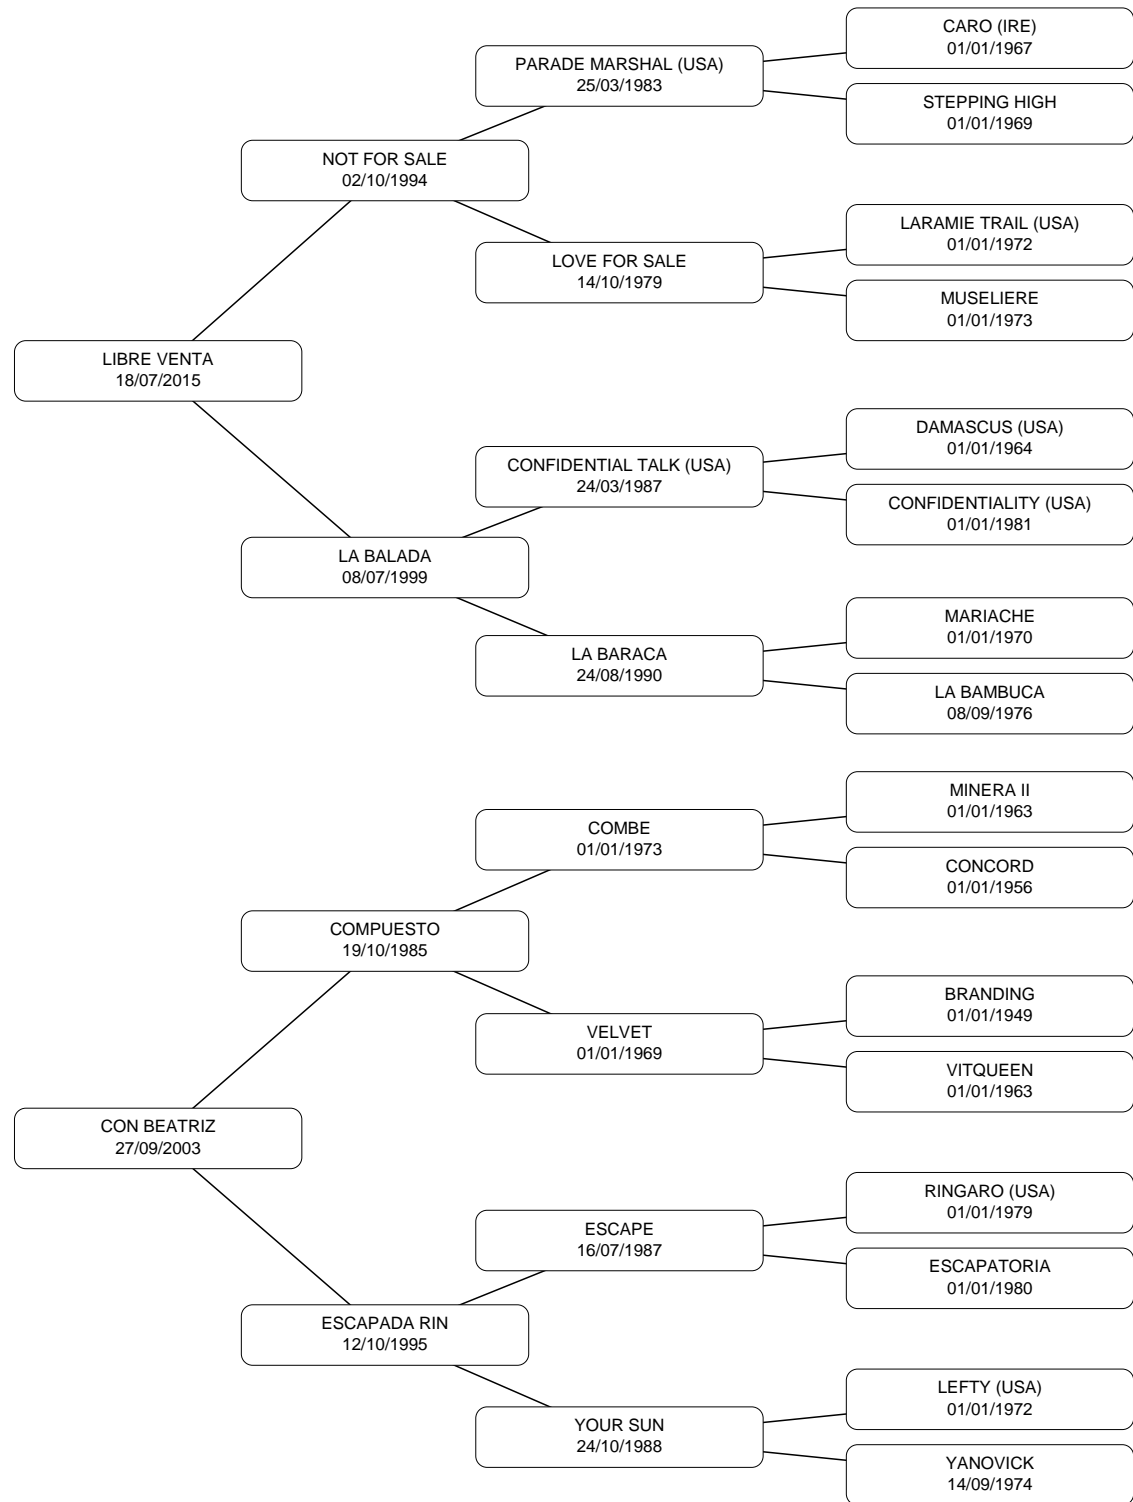 CARO (IRE)
01/01/1967
PARADE MARSHAL (USA)
25/03/1983
STEPPING HIGH
01/01/1969
NOT FOR SALE
02/10/1994
LARAMIE TRAIL (USA)
01/01/1972
LOVE FOR SALE
14/10/1979
MUSELIERE
01/01/1973
LIBRE VENTA
18/07/2015
DAMASCUS (USA)
01/01/1964
CONFIDENTIAL TALK (USA)
24/03/1987
CONFIDENTIALITY (USA)
01/01/1981
LA BALADA
08/07/1999
MARIACHE
01/01/1970
LA BARACA
24/08/1990
LA BAMBUCA
08/09/1976
MINERA II
01/01/1963
COMBE
01/01/1973
CONCORD
01/01/1956
COMPUESTO
19/10/1985
BRANDING
01/01/1949
VELVET
01/01/1969
VITQUEEN
01/01/1963
CON BEATRIZ
27/09/2003
RINGARO (USA)
01/01/1979
ESCAPE
16/07/1987
ESCAPATORIA
01/01/1980
ESCAPADA RIN
12/10/1995
LEFTY (USA)
01/01/1972
YOUR SUN
24/10/1988
YANOVICK
14/09/1974